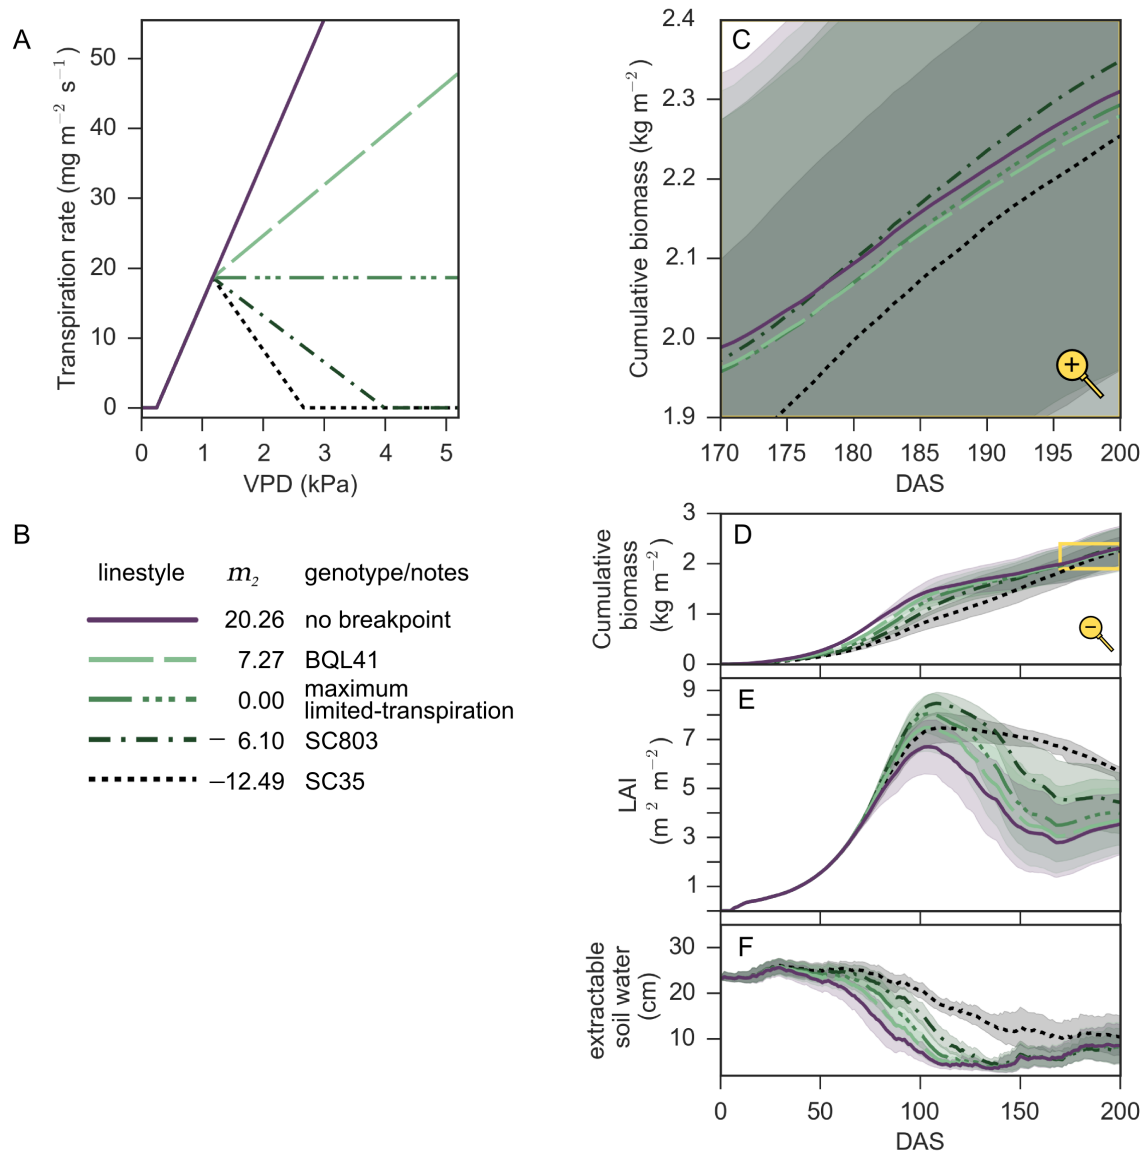 A
Transpiration rate (mg m−2 s−1)
50
40
30
20
10
0
0 1 2 3 4 5
VPD (kPa)
B
linestyle m2 genotype/notes
20.26 no breakpoint
7.27 BQL41
0.00 maximum
limited-transpiration
− 6.10 SC803
−12.49 SC35
C
Cumulative biomass (kg m−2)
2.4
2.3
2.2
2.1
2.0
1.9
+
170 175 180 185 190 195 200
DAS
D
Cumulative
biomass
(kg m−2)
3
2
1
0
−
E
LAI
(m2 m−2)
9
7
5
3
1
F
extractable
soil water
(cm)
30
20
10
0 50 100 150 200
DAS